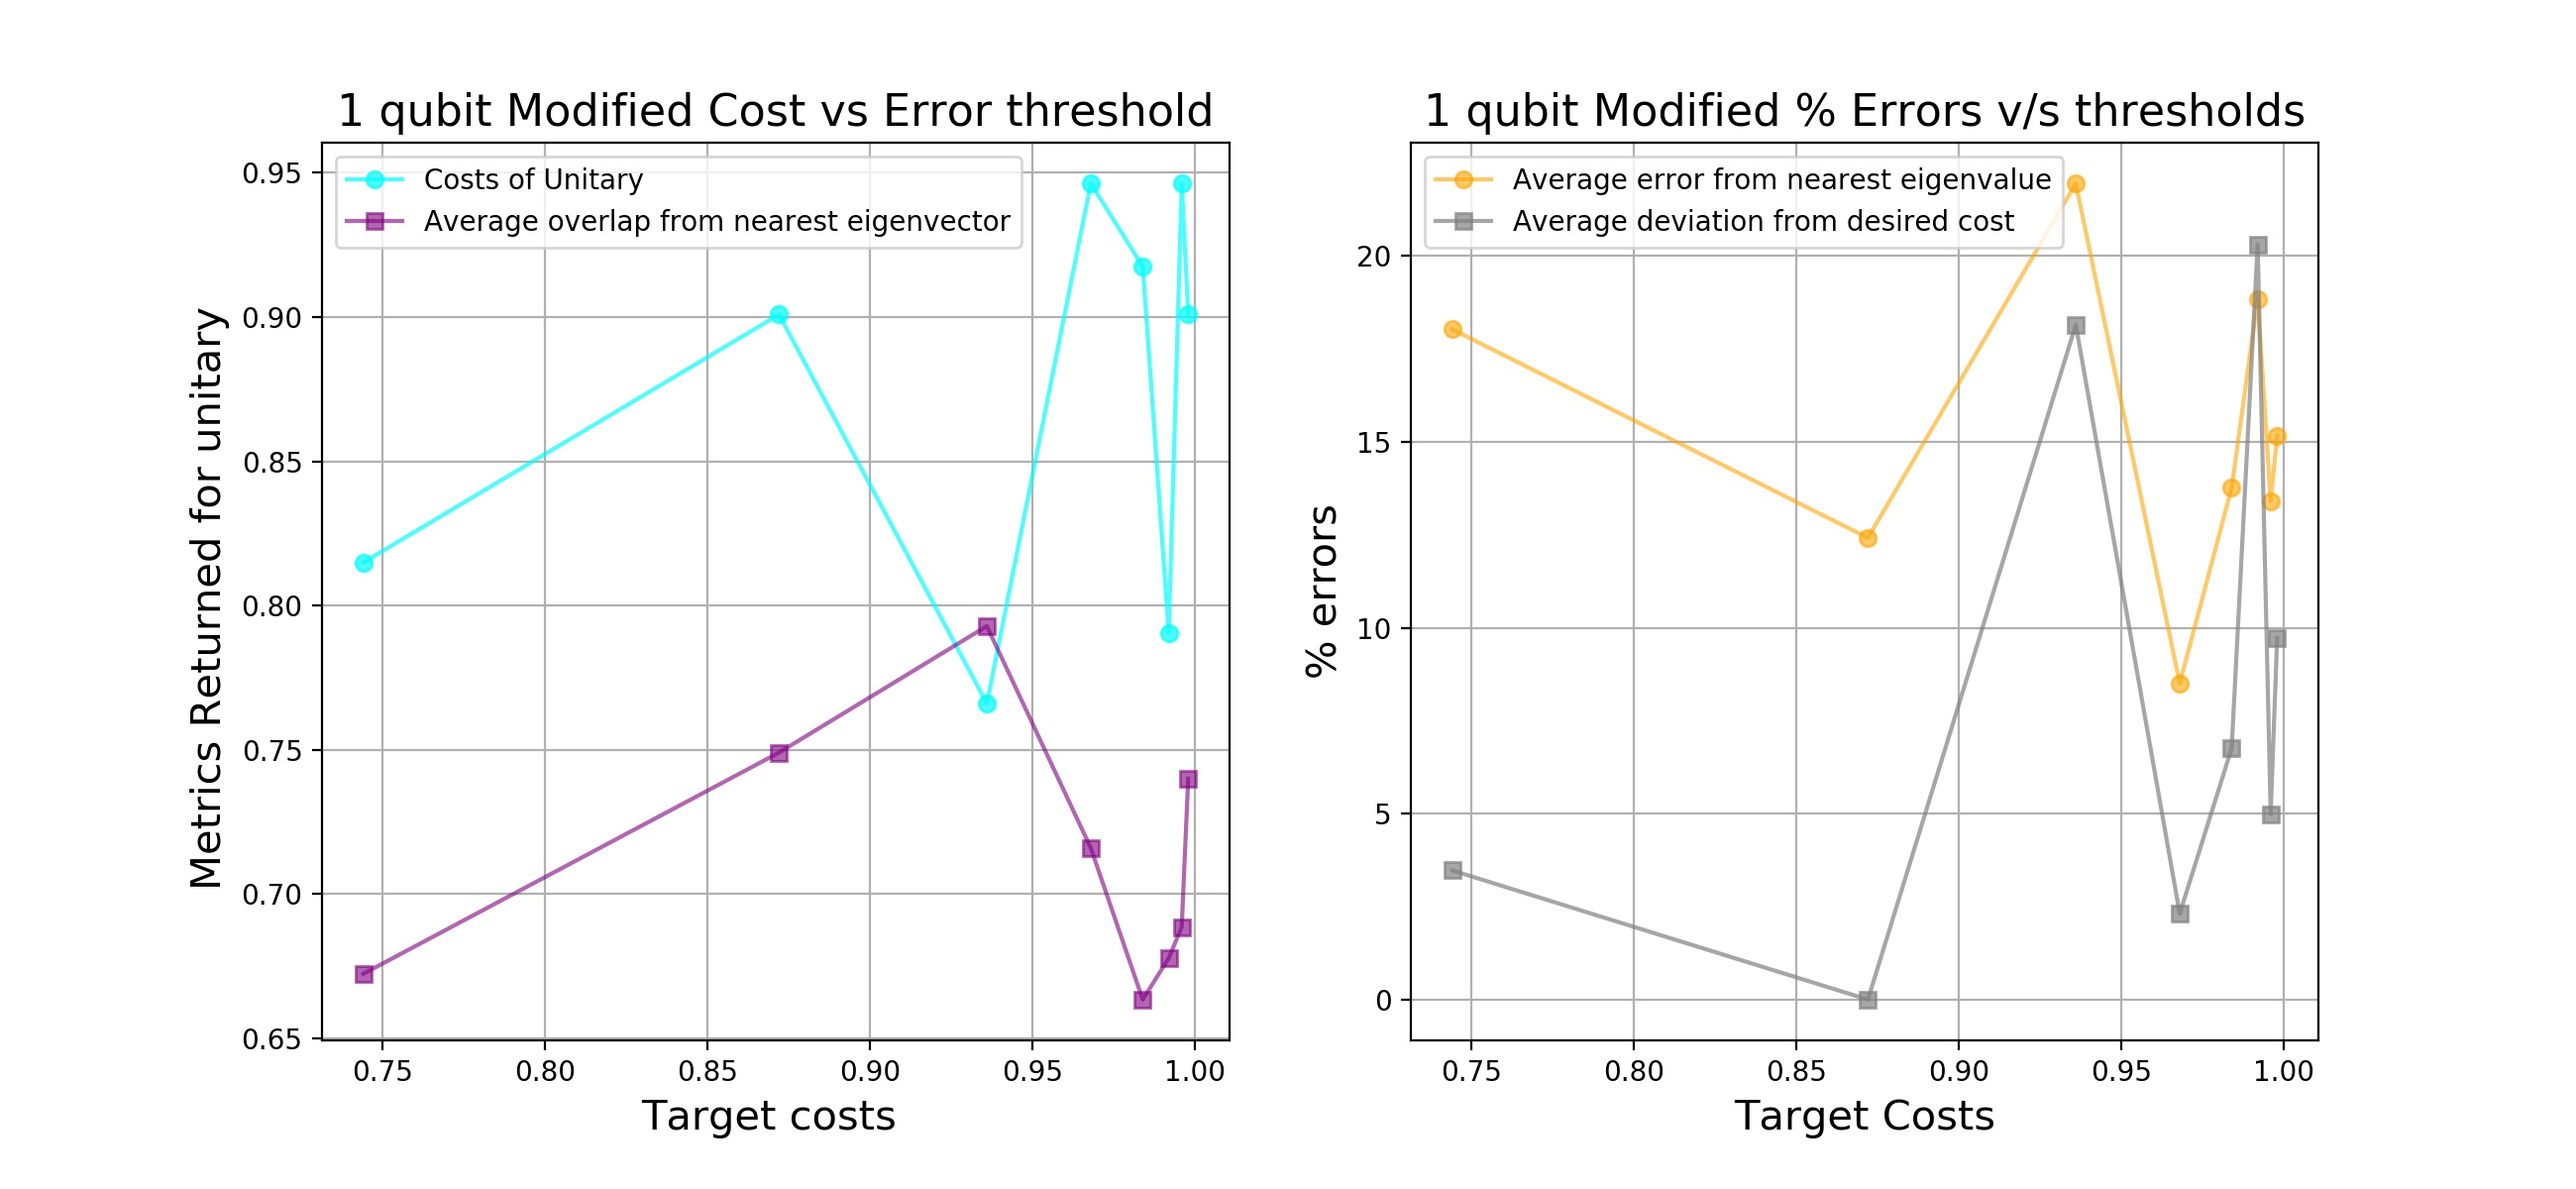 1 qubit Modified Cost vs Error threshold
Costs of Unitary
Average overlap from nearest eigenvector
Metrics Returned for unitary
0.95
0.90
0.85
0.80
0.75
0.70
0.65
0.75 0.80 0.85 0.90 0.95 1.00
Target costs
1 qubit Modified % Errors v/s thresholds
Average error from nearest eigenvalue
Average deviation from desired cost
% errors
20
15
10
5
0
0.75 0.80 0.85 0.90 0.95 1.00
Target Costs